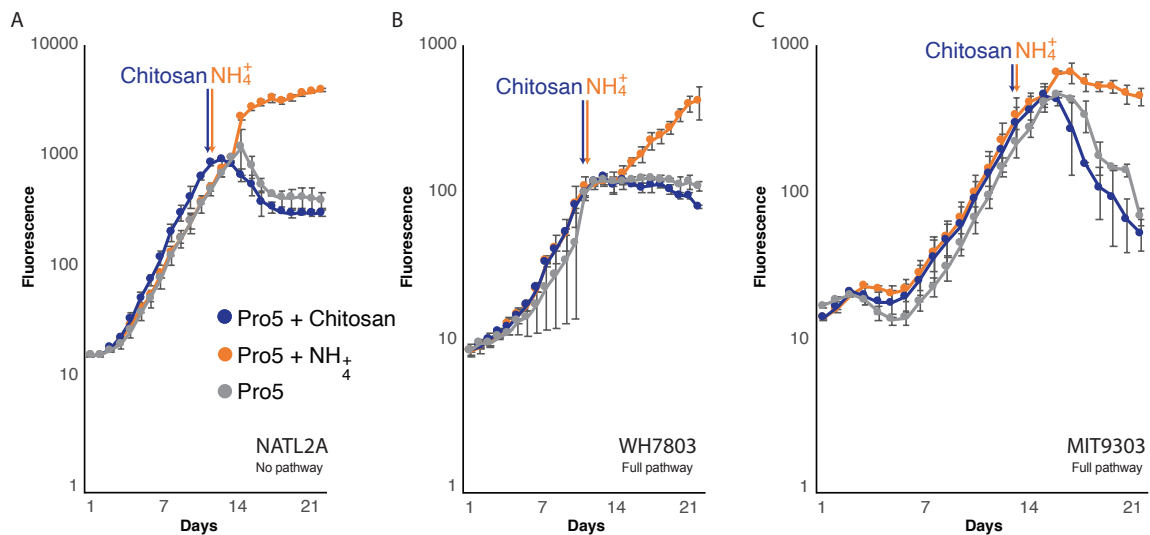 A
10000
1000
100
10
1
Fluorescence
Chitosan NH₄⁺
Pro5 + Chitosan
Pro5 + NH₄⁺
Pro5
NATL2A
No pathway
1 7 14 21
Days
B
1000
100
10
1
Fluorescence
Chitosan NH₄⁺
WH7803
Full pathway
1 7 14 21
Days
C
1000
100
10
1
Fluorescence
Chitosan NH₄⁺
MIT9303
Full pathway
1 7 14 21
Days